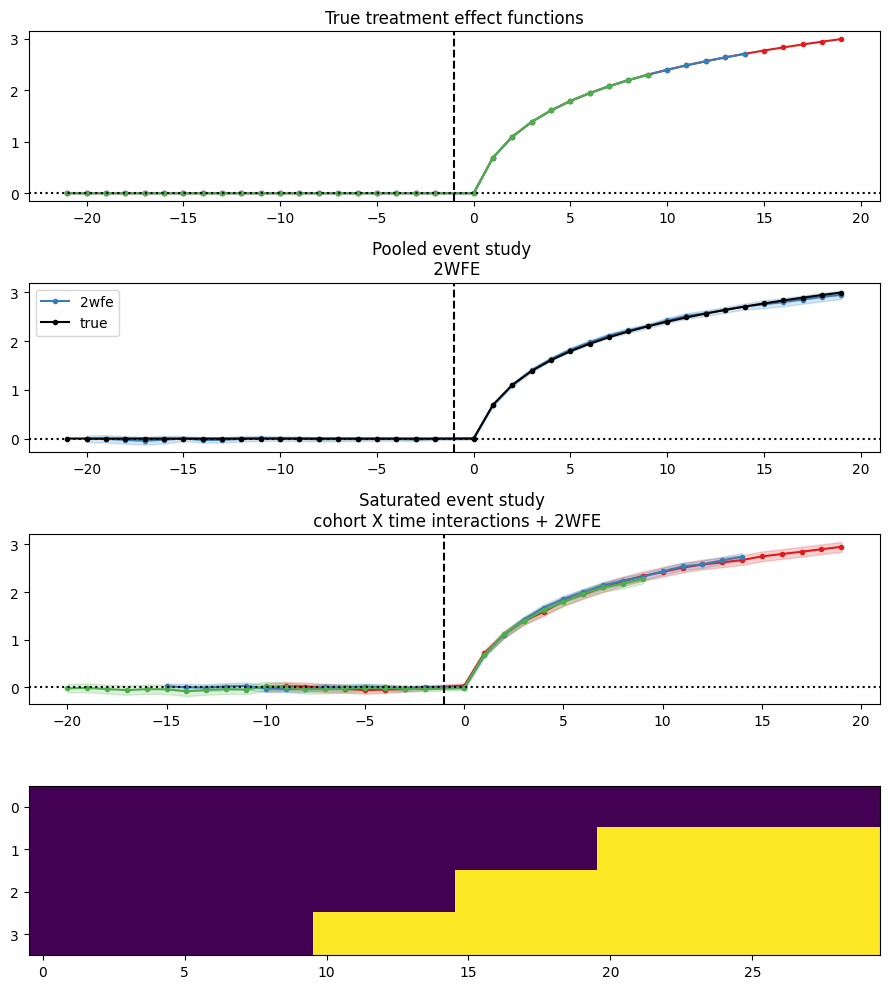 True treatment effect functions
3
2
1
0
−20 −15 −10 −5 0 5 10 15 20
Pooled event study
2WFE
2wfe
true
3
2
1
0
−20 −15 −10 −5 0 5 10 15 20
Saturated event study
cohort X time interactions + 2WFE
3
2
1
0
−20 −15 −10 −5 0 5 10 15 20
0
1
2
3
0 5 10 15 20 25